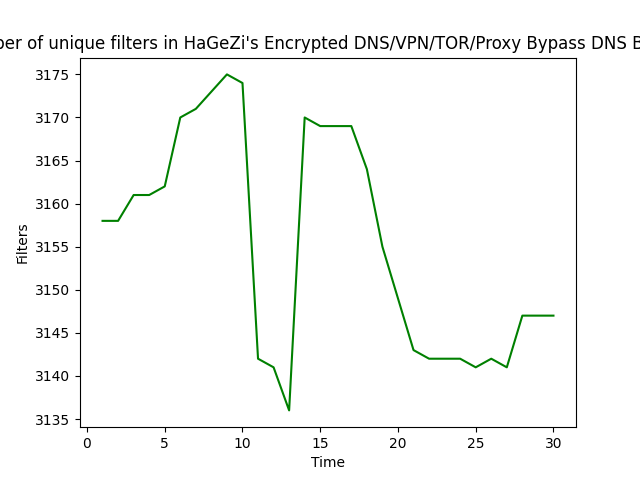 ber of unique filters in HaGeZi's Encrypted DNS/VPN/TOR/Proxy Bypass DNS B
3175
3170
3165
3160
3155
3150
3145
3140
3135
Filters
0 5 10 15 20 25 30
Time